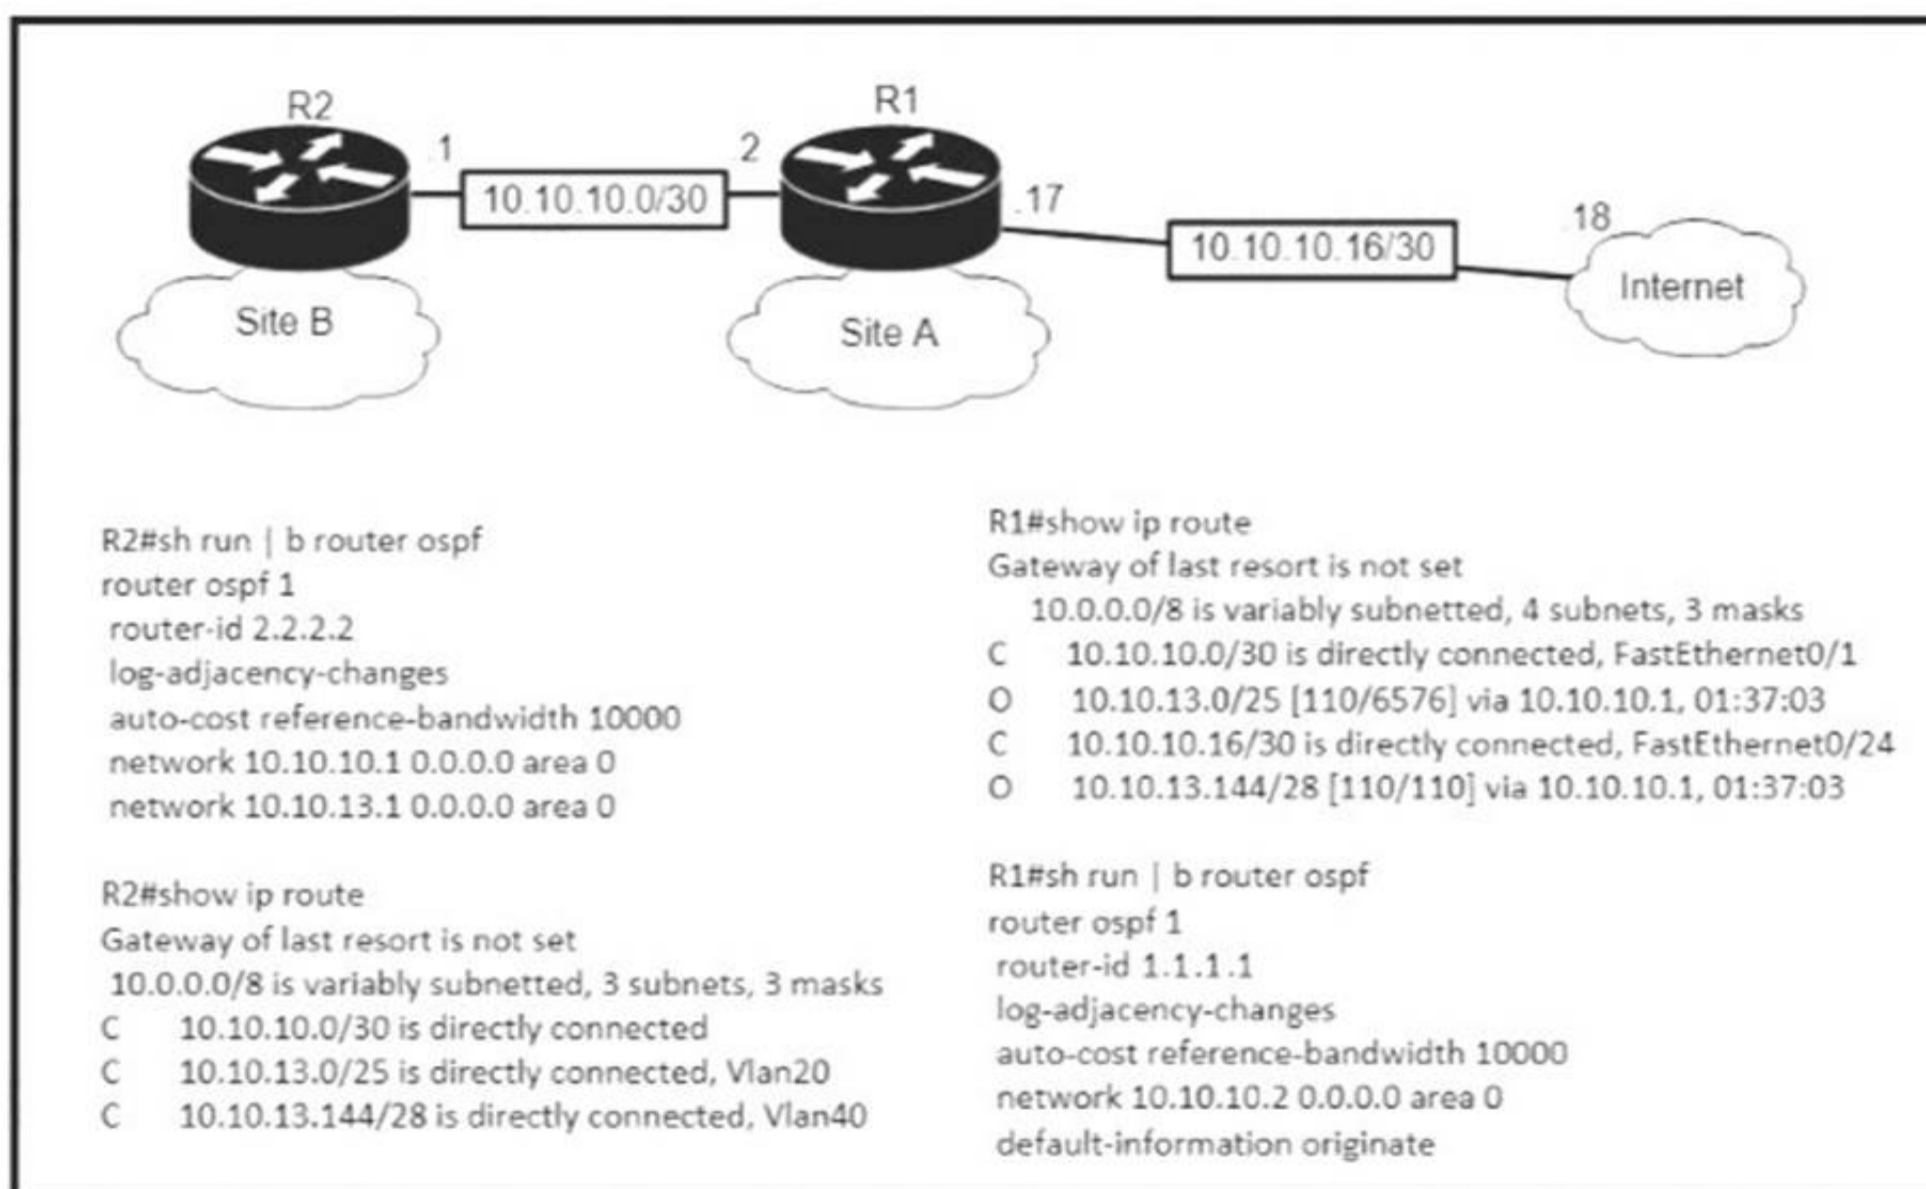 R2
R1
.1
.2
10.10.10.0/30
.17
10.10.10.16/30
.18
Internet
Site B
Site A
R2#sh run | b router ospf
router ospf 1
router-id 2.2.2.2
log-adjacency-changes
auto-cost reference-bandwidth 10000
network 10.10.10.1 0.0.0.0 area 0
network 10.10.13.1 0.0.0.0 area 0
R2#show ip route
Gateway of last resort is not set
10.0.0.0/8 is variably subnetted, 3 subnets, 3 masks
C 10.10.10.0/30 is directly connected
C 10.10.13.0/25 is directly connected, Vlan20
C 10.10.13.144/28 is directly connected, Vlan40
R1#show ip route
Gateway of last resort is not set
10.0.0.0/8 is variably subnetted, 4 subnets, 3 masks
C 10.10.10.0/30 is directly connected, FastEthernet0/1
O 10.10.13.0/25 [110/6576] via 10.10.10.1, 01:37:03
C 10.10.10.16/30 is directly connected, FastEthernet0/24
O 10.10.13.144/28 [110/110] via 10.10.10.1, 01:37:03
R1#sh run | b router ospf
router ospf 1
router-id 1.1.1.1
log-adjacency-changes
auto-cost reference-bandwidth 10000
network 10.10.10.2 0.0.0.0 area 0
default-information originate